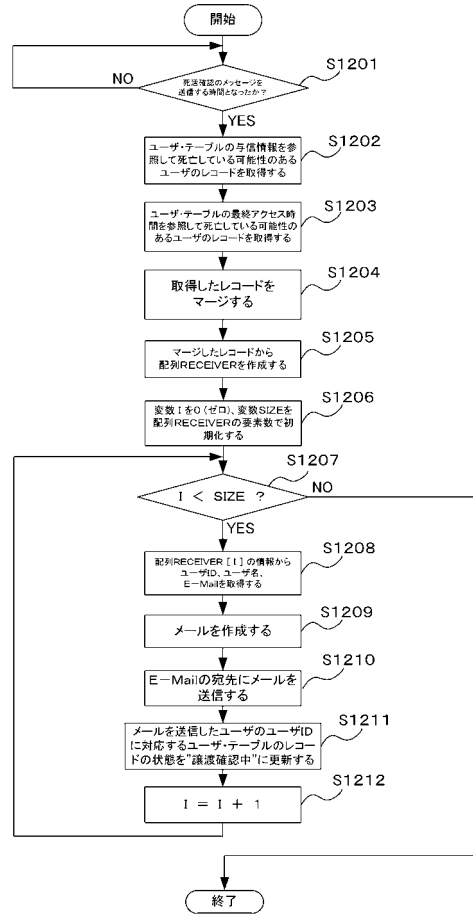 開始
死活確認のメッセージを
送信する時間となったか?
S1201
NO
YES
S1202
ユーザ・テーブルの与信情報を参
照して死亡している可能性のある
ユーザのレコードを取得する
S1203
ユーザ・テーブルの最終アクセス時
間を参照して死亡している可能性の
あるユーザのレコードを取得する
S1204
取得したレコードを
マージする
S1205
マージしたレコードから
配列RECEIVERを作成する
S1206
変数Iを0(ゼロ)、変数SIZEを
配列RECEIVERの要素数で初
期化する
S1207
I < SIZE ?
NO
YES
S1208
配列RECEIVER[I]の情報から
ユーザID、ユーザ名、
E-Mailを取得する
S1209
メールを作成する
S1210
E-Mailの宛先にメールを
送信する
S1211
メールを送信したユーザのユーザID
に対応するユーザ・テーブルのレコー
ドの状態を"譲渡確認中"に更新する
S1212
I = I + 1
終了